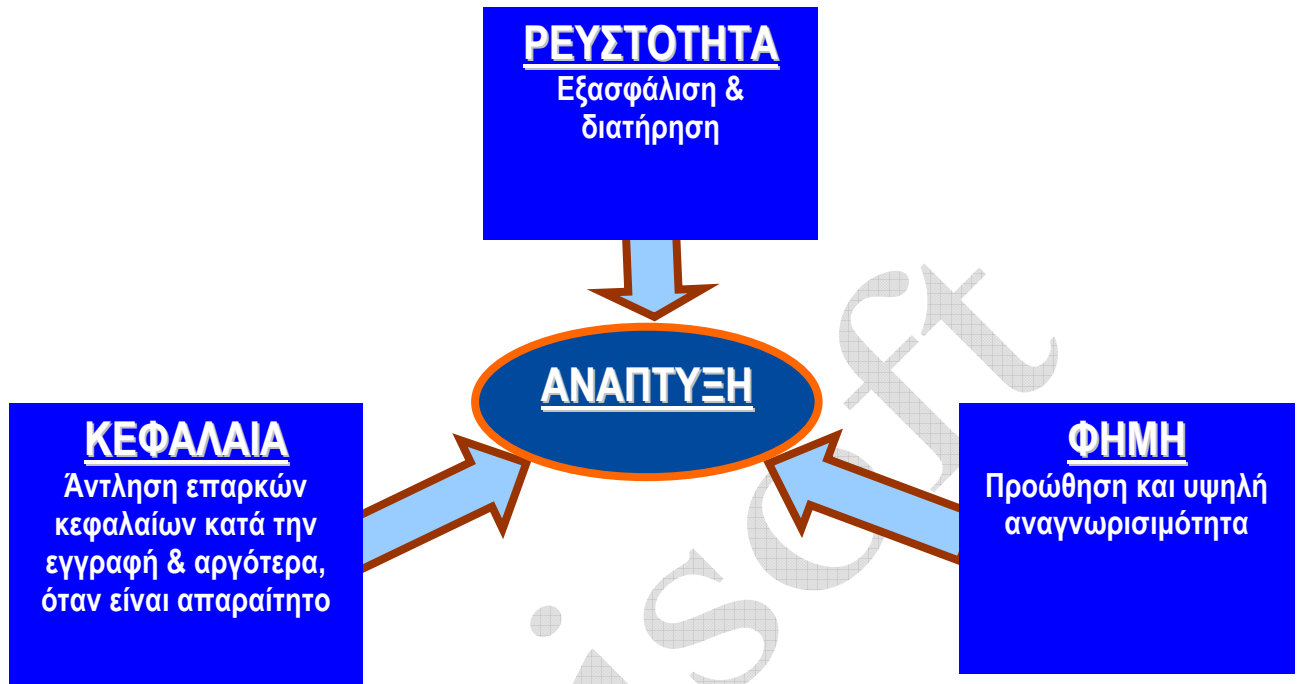 ΡΕΥΣΤΟΤΗΤΑ
Εξασφάλιση &
διατήρηση
ΑΝΑΠΤΥΞΗ
ΚΕΦΑΛΑΙΑ
Άντληση επαρκών
κεφαλαίων κατά την
εγγραφή & αργότερα,
όταν είναι απαραίτητο
ΦΗΜΗ
Προώθηση και υψηλή
αναγνωρισιμότητα
isoft